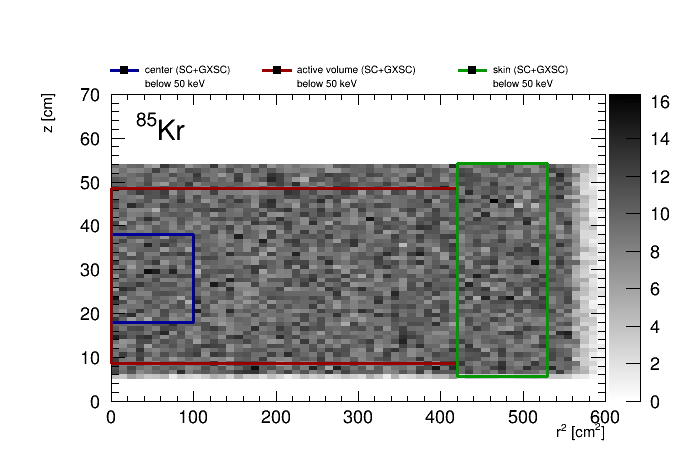 center (SC+GXSC) active volume (SC+GXSC) skin (SC+GXSC)
below 50 keV below 50 keV below 50 keV
z [cm]
⁸⁵Kr
70
60
50
40
30
20
10
0
0 100 200 300 400 500 600
r² [cm²]
16
14
12
10
8
6
4
2
0